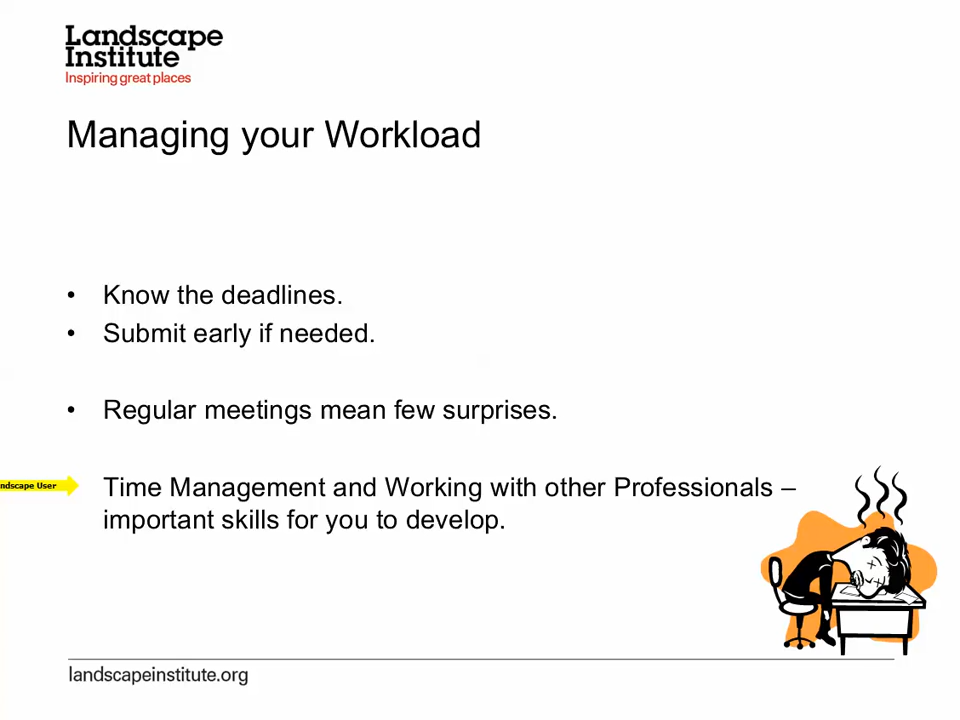 Landscape
Institute
Inspiring great places
Managing your Workload
• Know the deadlines.
• Submit early if needed.
• Regular meetings mean few surprises.
ndscape User
Time Management and Working with other Professionals –
important skills for you to develop.
landscapeinstitute.org